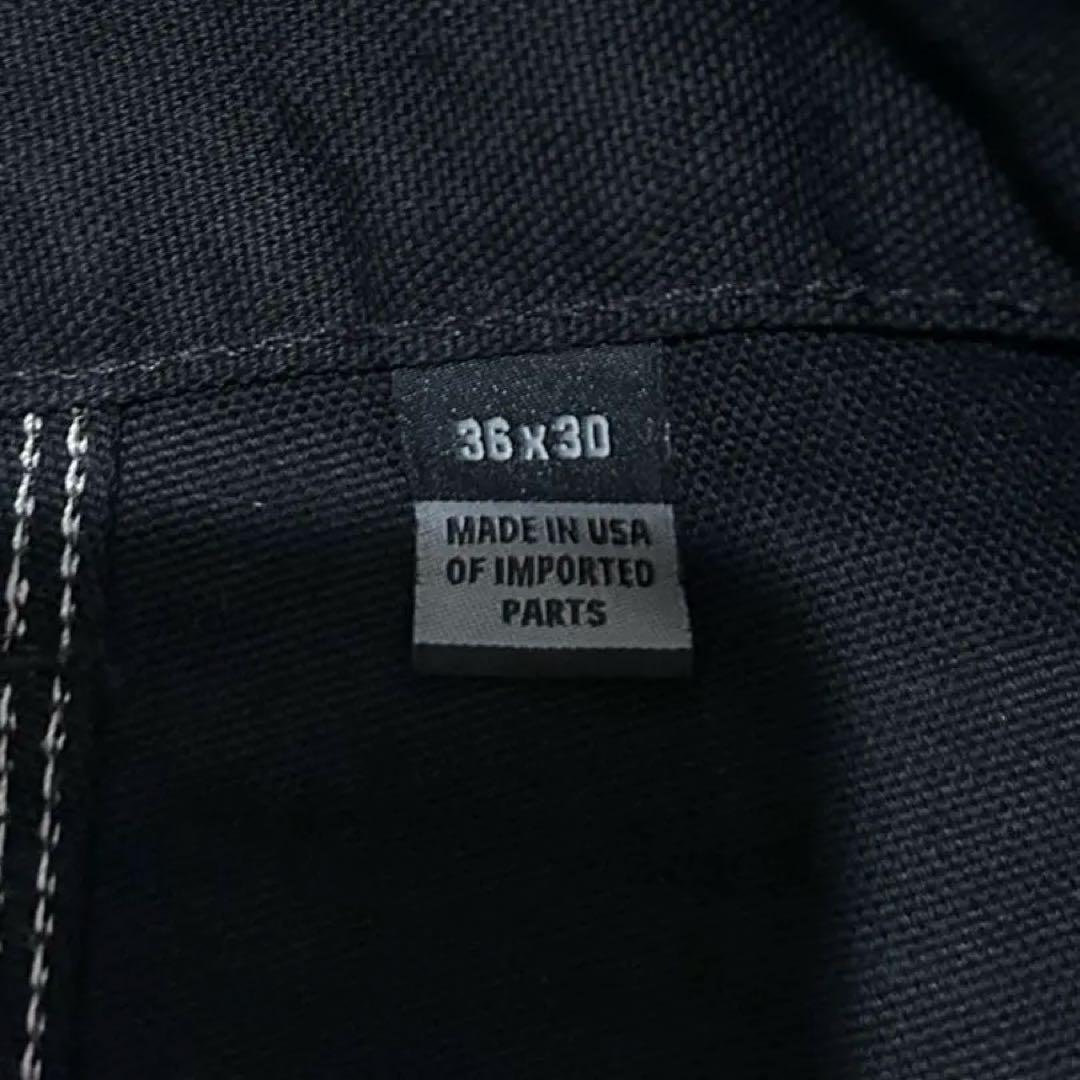 36x30
MADE IN USA
OF IMPORTED
PARTS